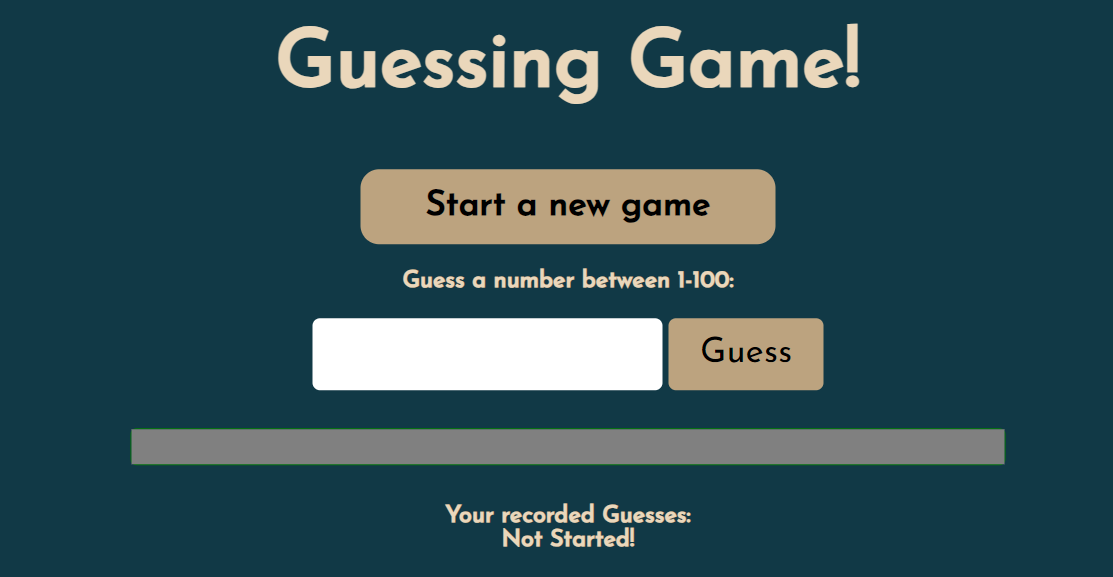 Guessing Game!
Start a new game
Guess a number between 1-100:
Guess
Your recorded Guesses:
Not Started!